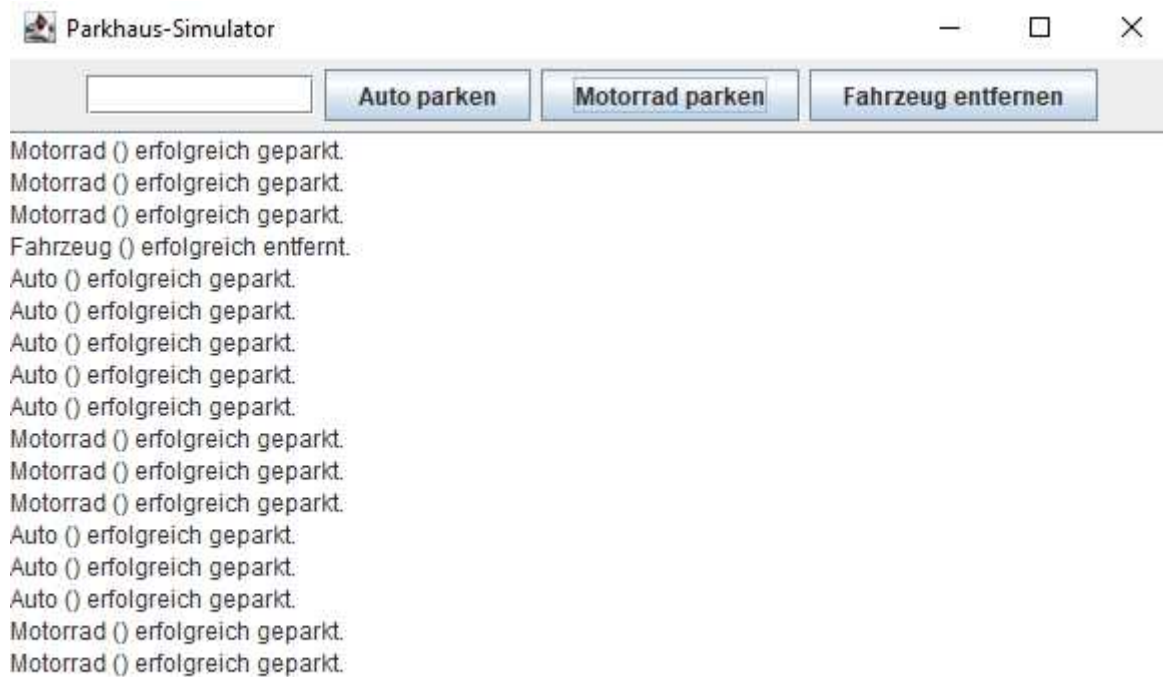 Parkhaus-Simulator
Auto parken Motorrad parken Fahrzeug entfernen
Motorrad () erfolgreich geparkt.
Motorrad () erfolgreich geparkt.
Motorrad () erfolgreich geparkt.
Fahrzeug () erfolgreich entfernt.
Auto () erfolgreich geparkt.
Auto () erfolgreich geparkt.
Auto () erfolgreich geparkt.
Auto () erfolgreich geparkt.
Auto () erfolgreich geparkt.
Motorrad () erfolgreich geparkt.
Motorrad () erfolgreich geparkt.
Motorrad () erfolgreich geparkt.
Auto () erfolgreich geparkt.
Auto () erfolgreich geparkt.
Auto () erfolgreich geparkt.
Motorrad () erfolgreich geparkt.
Motorrad () erfolgreich geparkt.